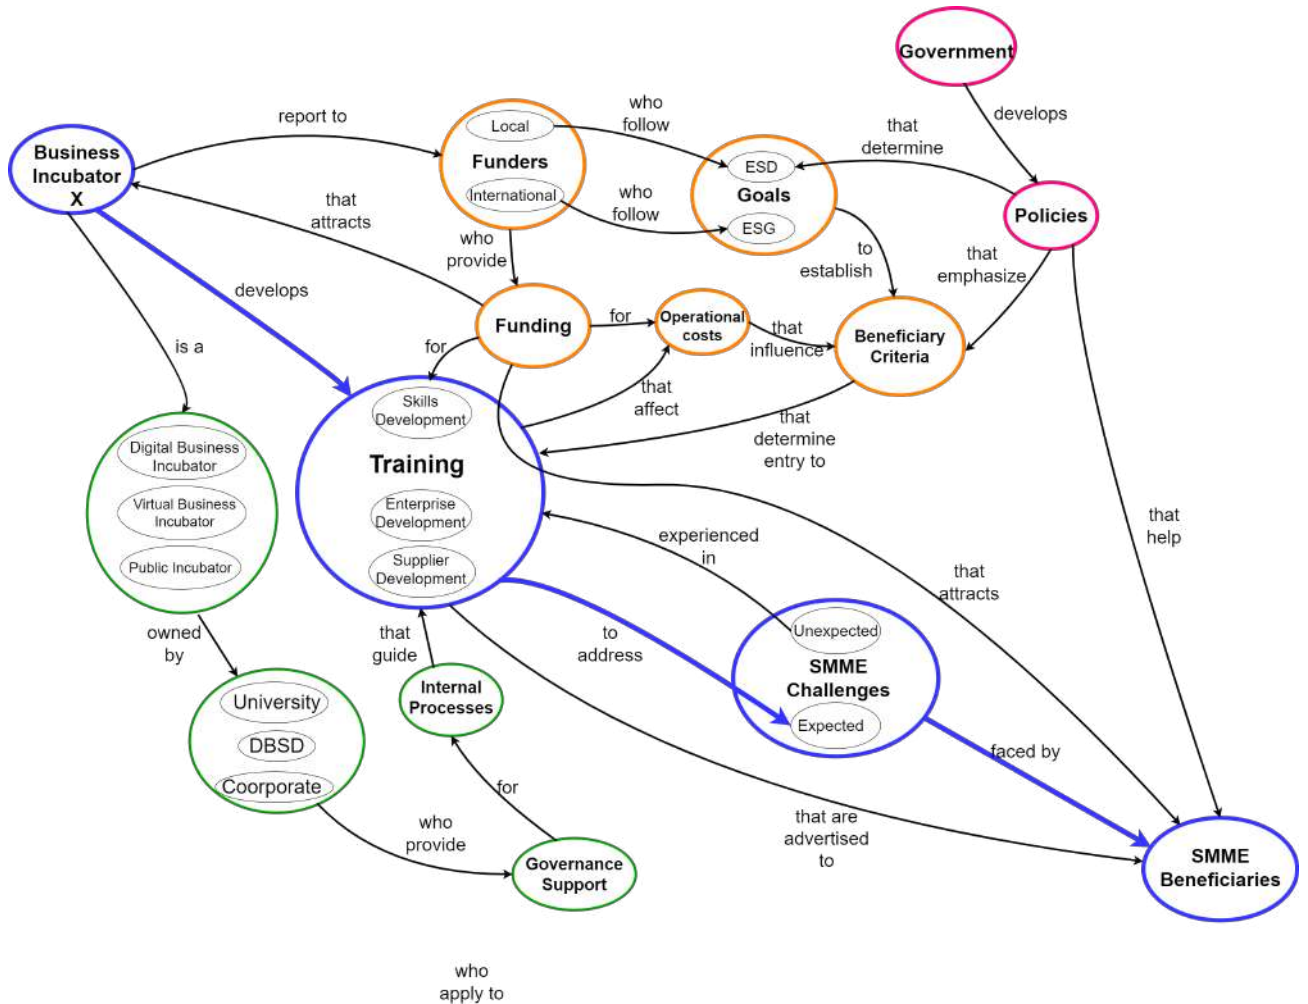 Government
who
follow
report to
develops
Local
that
determine
Business
Incubator
X
Funders
ESD
Goals
International
that
attracts
who
follow
ESG
Policies
who
provide
to
establish
that
emphasize
develops
Funding
for
Operational
costs
that
influence
Beneficiary
Criteria
is a
for
that
affect
Skills
Development
that
determine
entry to
Training
Digital Business
Incubator
Virtual Business
Incubator
Public Incubator
Enterprise
Development
Supplier
Development
experienced
in
that
help
that
attracts
owned
by
that
guide
to
address
Unexpected
SMME
Challenges
Expected
Internal
Processes
University
DBSD
Coorporate
faced by
for
who
provide
that are
advertised
to
Governance
Support
SMME
Beneficiaries
who
apply to